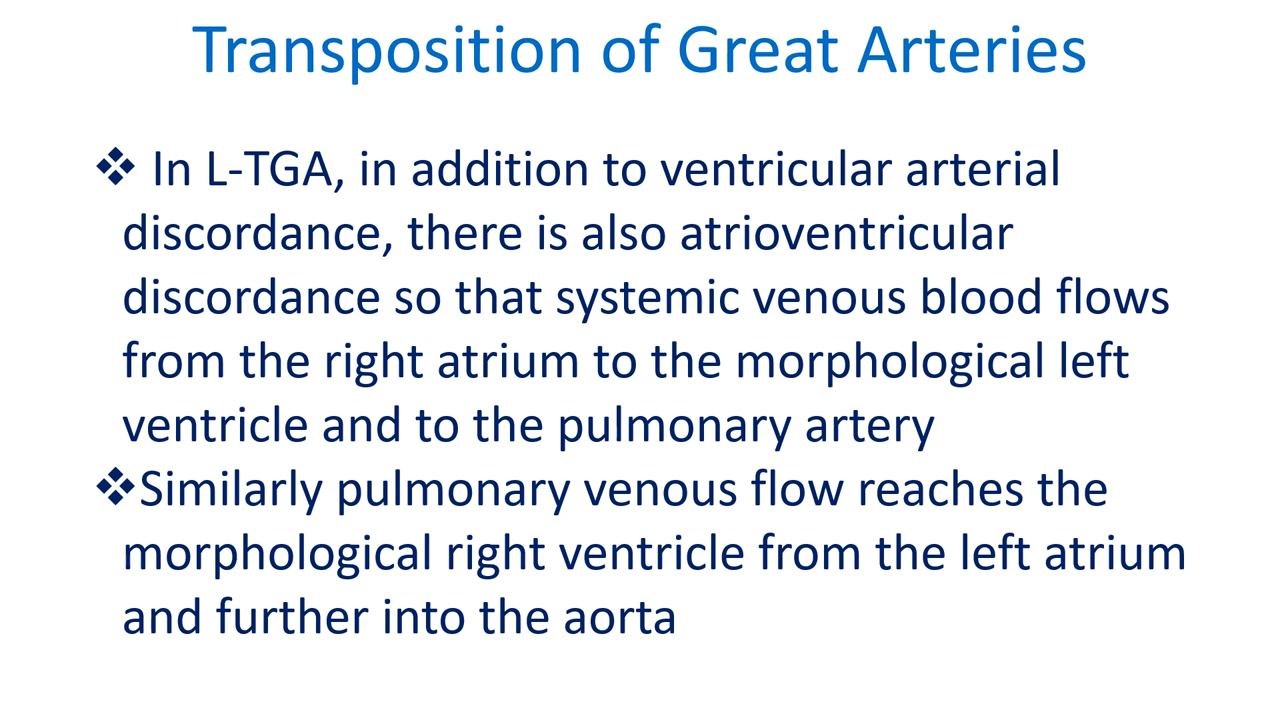 Transposition of Great Arteries
❖ In L-TGA, in addition to ventricular arterial
discordance, there is also atrioventricular
discordance so that systemic venous blood flows
from the right atrium to the morphological left
ventricle and to the pulmonary artery
❖Similarly pulmonary venous flow reaches the
morphological right ventricle from the left atrium
and further into the aorta